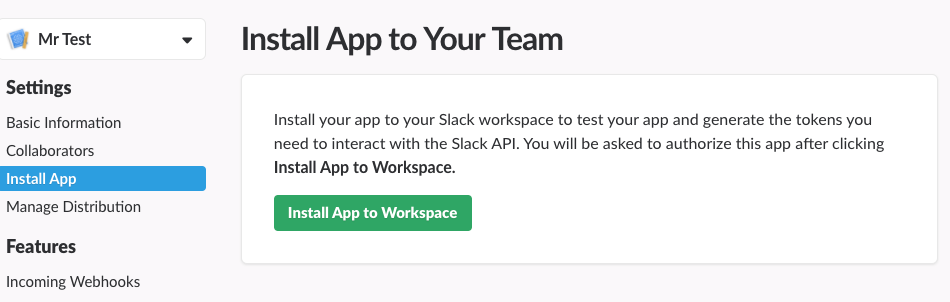 Mr Test
Settings
Basic Information
Collaborators
Install App
Manage Distribution
Features
Incoming Webhooks
Install App to Your Team
Install your app to your Slack workspace to test your app and generate the tokens you
need to interact with the Slack API. You will be asked to authorize this app after clicking
Install App to Workspace.
Install App to Workspace